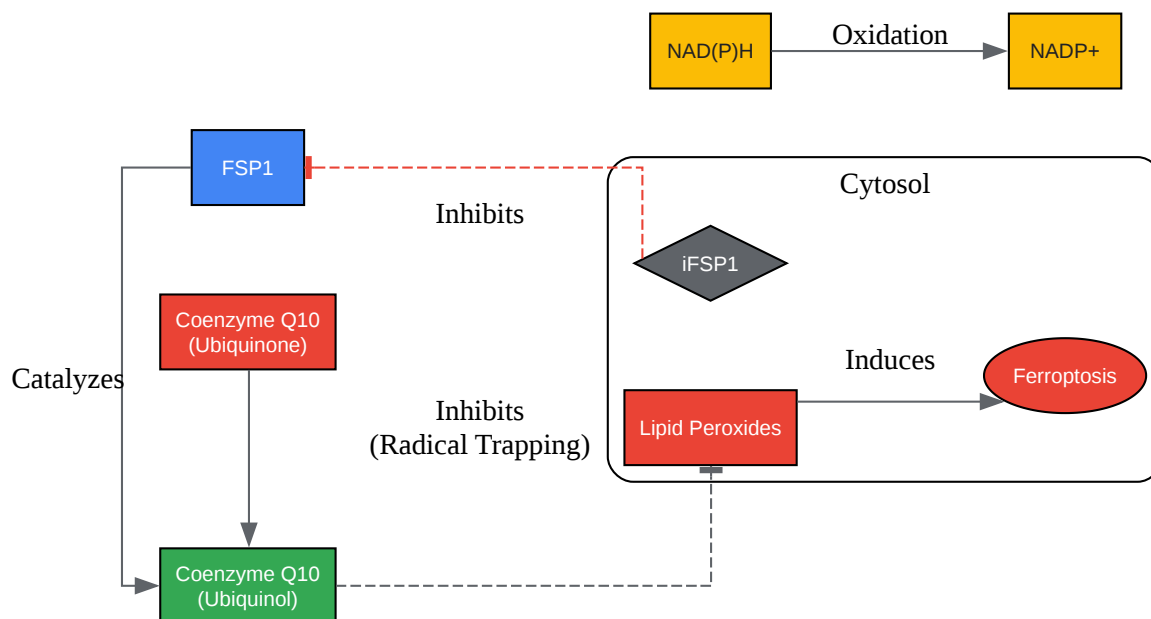 NAD(P)H
Oxidation
NADP+
FSP1
Cytosol
Inhibits
iFSP1
Coenzyme Q10
(Ubiquinone)
Catalyzes
Induces
Ferroptosis
Inhibits
(Radical Trapping)
Lipid Peroxides
Coenzyme Q10
(Ubiquinol)